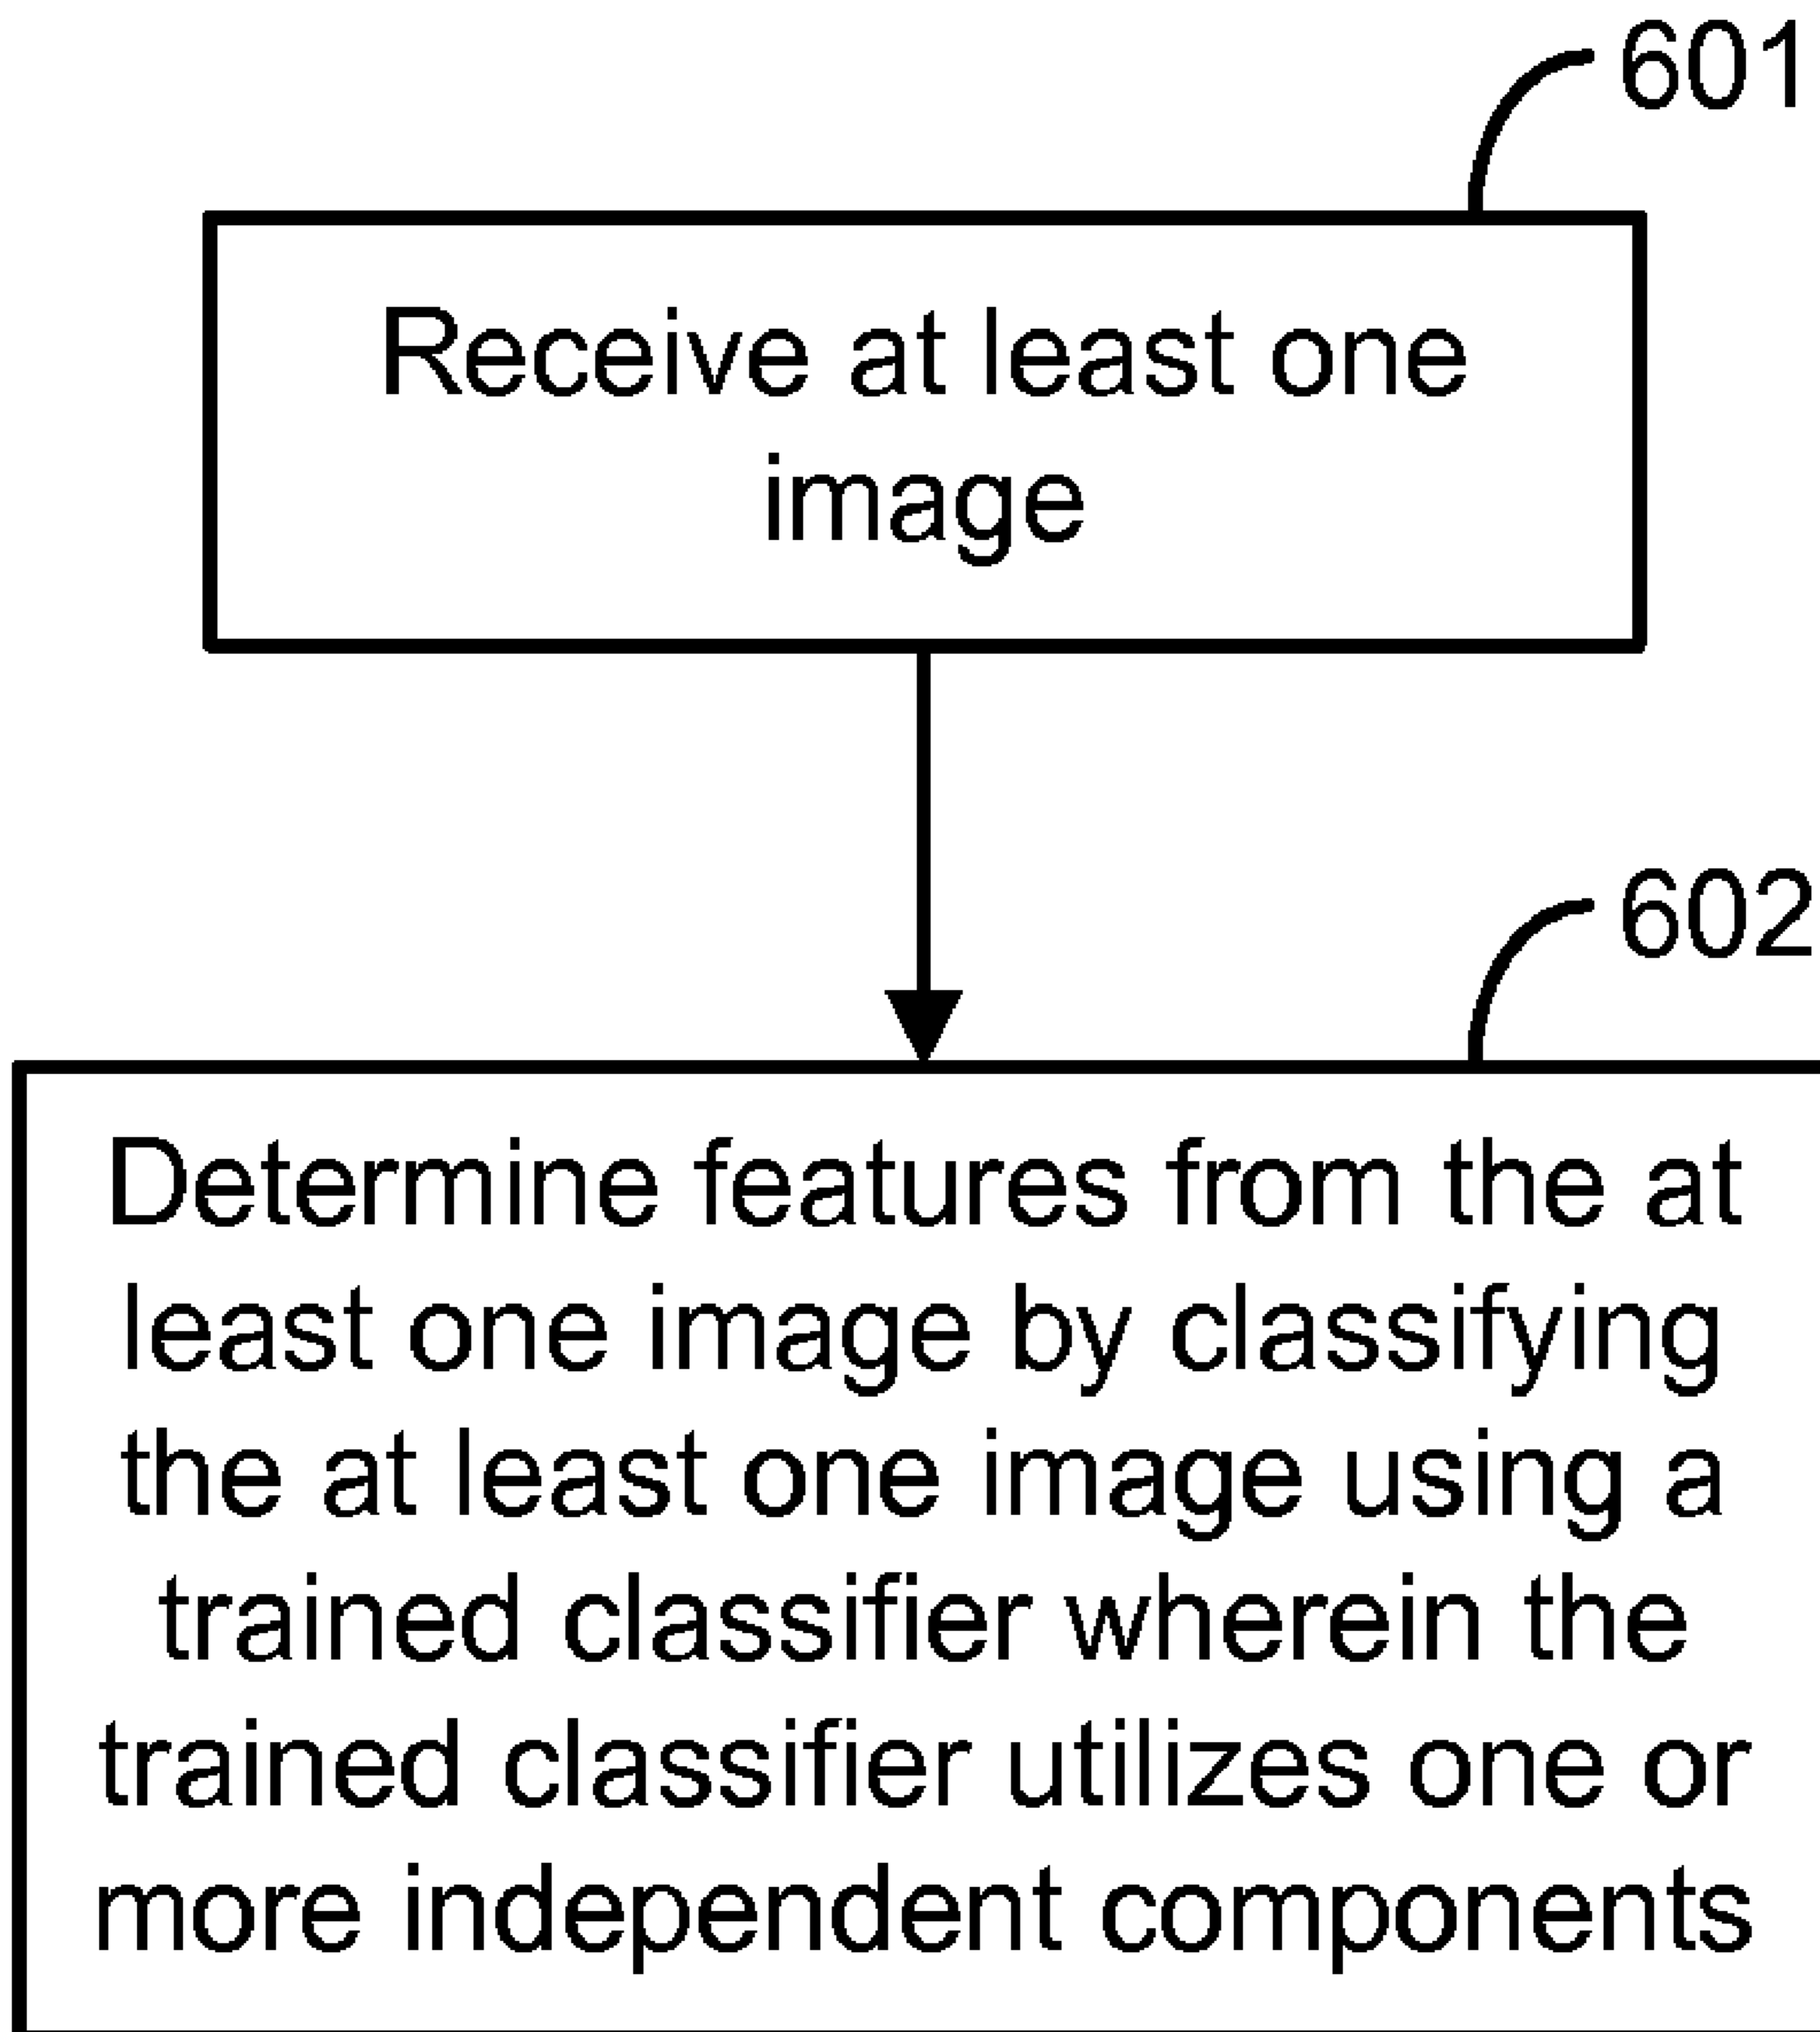 601
Receive at least one
image
602
Determine features from the at
least one image by classifying
the at least one image using a
trained classifier wherein the
trained classifier utilizes one or
more independent components